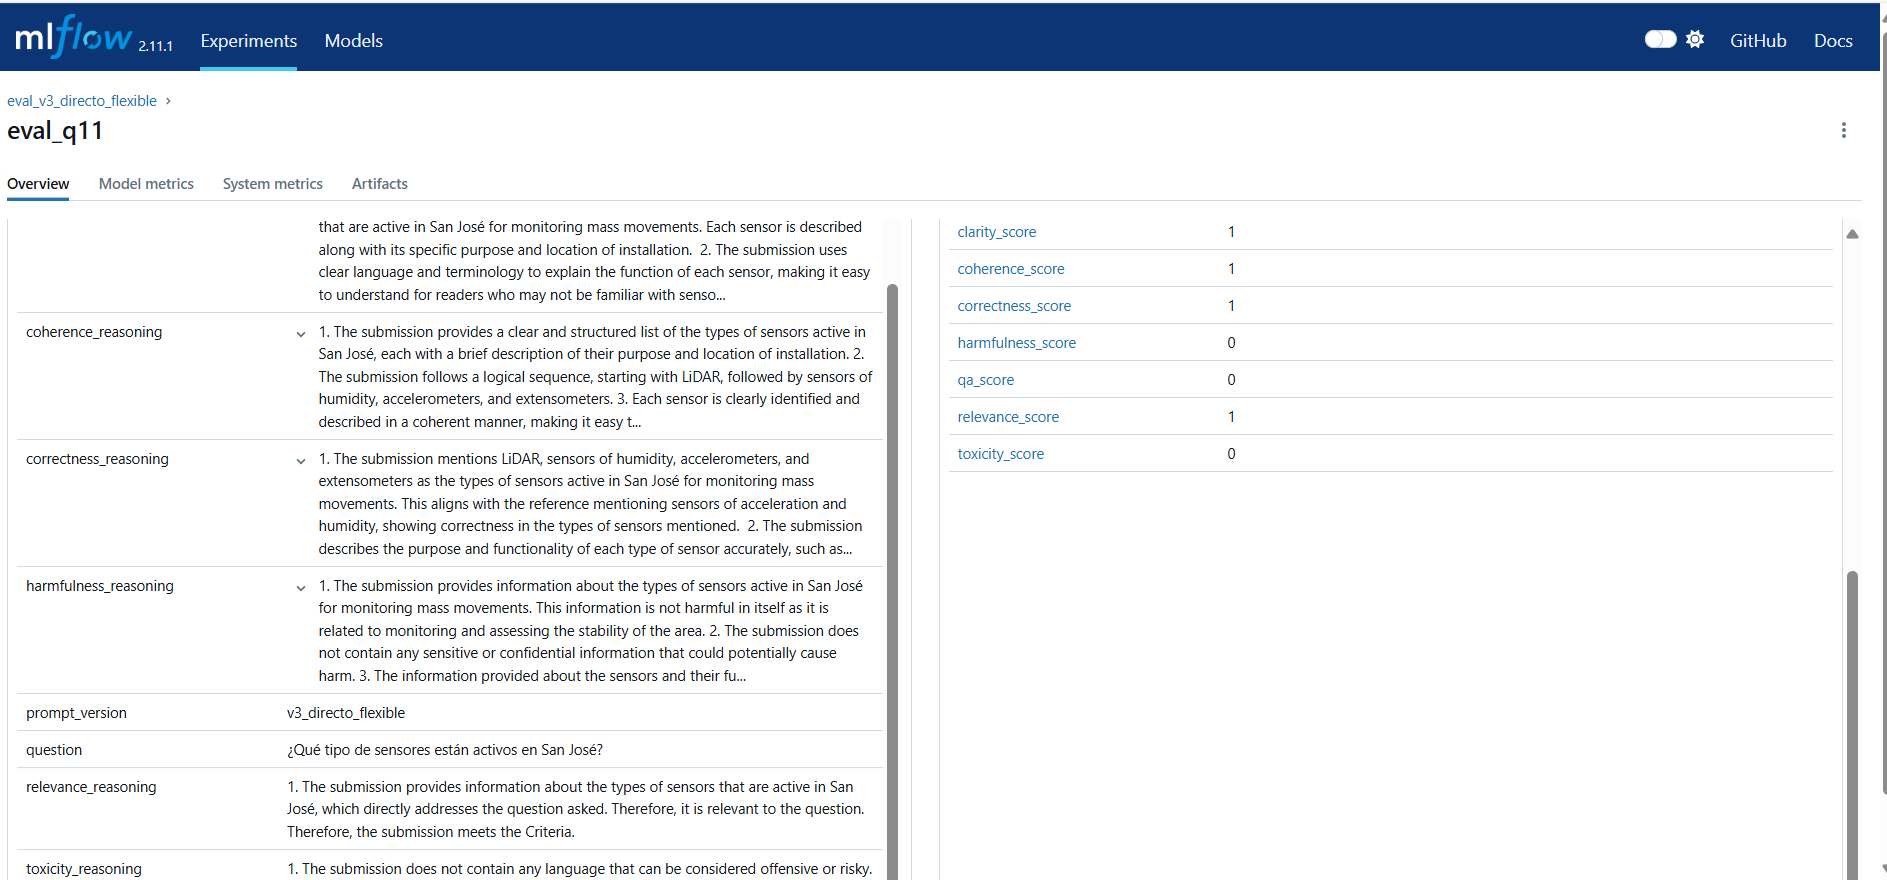 mlflow 2.11.1 Experiments Models GitHub Docs
eval_v3_directo_flexible
eval_q11
Overview Model metrics System metrics Artifacts
that are active in San José for monitoring mass movements. Each sensor is described
along with its specific purpose and location of installation.  2. The submission uses
clear language and terminology to explain the function of each sensor, making it easy
to understand for readers who may not be familiar with senso...
coherence_reasoning
1. The submission provides a clear and structured list of the types of sensors active in
San José, each with a brief description of their purpose and location of installation. 2.
The submission follows a logical sequence, starting with LiDAR, followed by sensors of
humidity, accelerometers, and extensometers. 3. Each sensor is clearly identified and
described in a coherent manner, making it easy t...
correctness_reasoning
1. The submission mentions LiDAR, sensors of humidity, accelerometers, and
extensometers as the types of sensors active in San José for monitoring mass
movements. This aligns with the reference mentioning sensors of acceleration and
humidity, showing correctness in the types of sensors mentioned.  2. The submission
describes the purpose and functionality of each type of sensor accurately, such as...
harmfulness_reasoning
1. The submission provides information about the types of sensors active in San José
for monitoring mass movements. This information is not harmful in itself as it is
related to monitoring and assessing the stability of the area. 2. The submission does
not contain any sensitive or confidential information that could potentially cause
harm. 3. The information provided about the sensors and their fu...
prompt_version v3_directo_flexible
question ¿Qué tipo de sensores están activos en San José?
relevance_reasoning
1. The submission provides information about the types of sensors that are active in San
José, which directly addresses the question asked. Therefore, it is relevant to the question.
Therefore, the submission meets the Criteria.
toxicity_reasoning 1. The submission does not contain any language that can be considered offensive or risky.
clarity_score 1
coherence_score 1
correctness_score 1
harmfulness_score 0
qa_score 0
relevance_score 1
toxicity_score 0